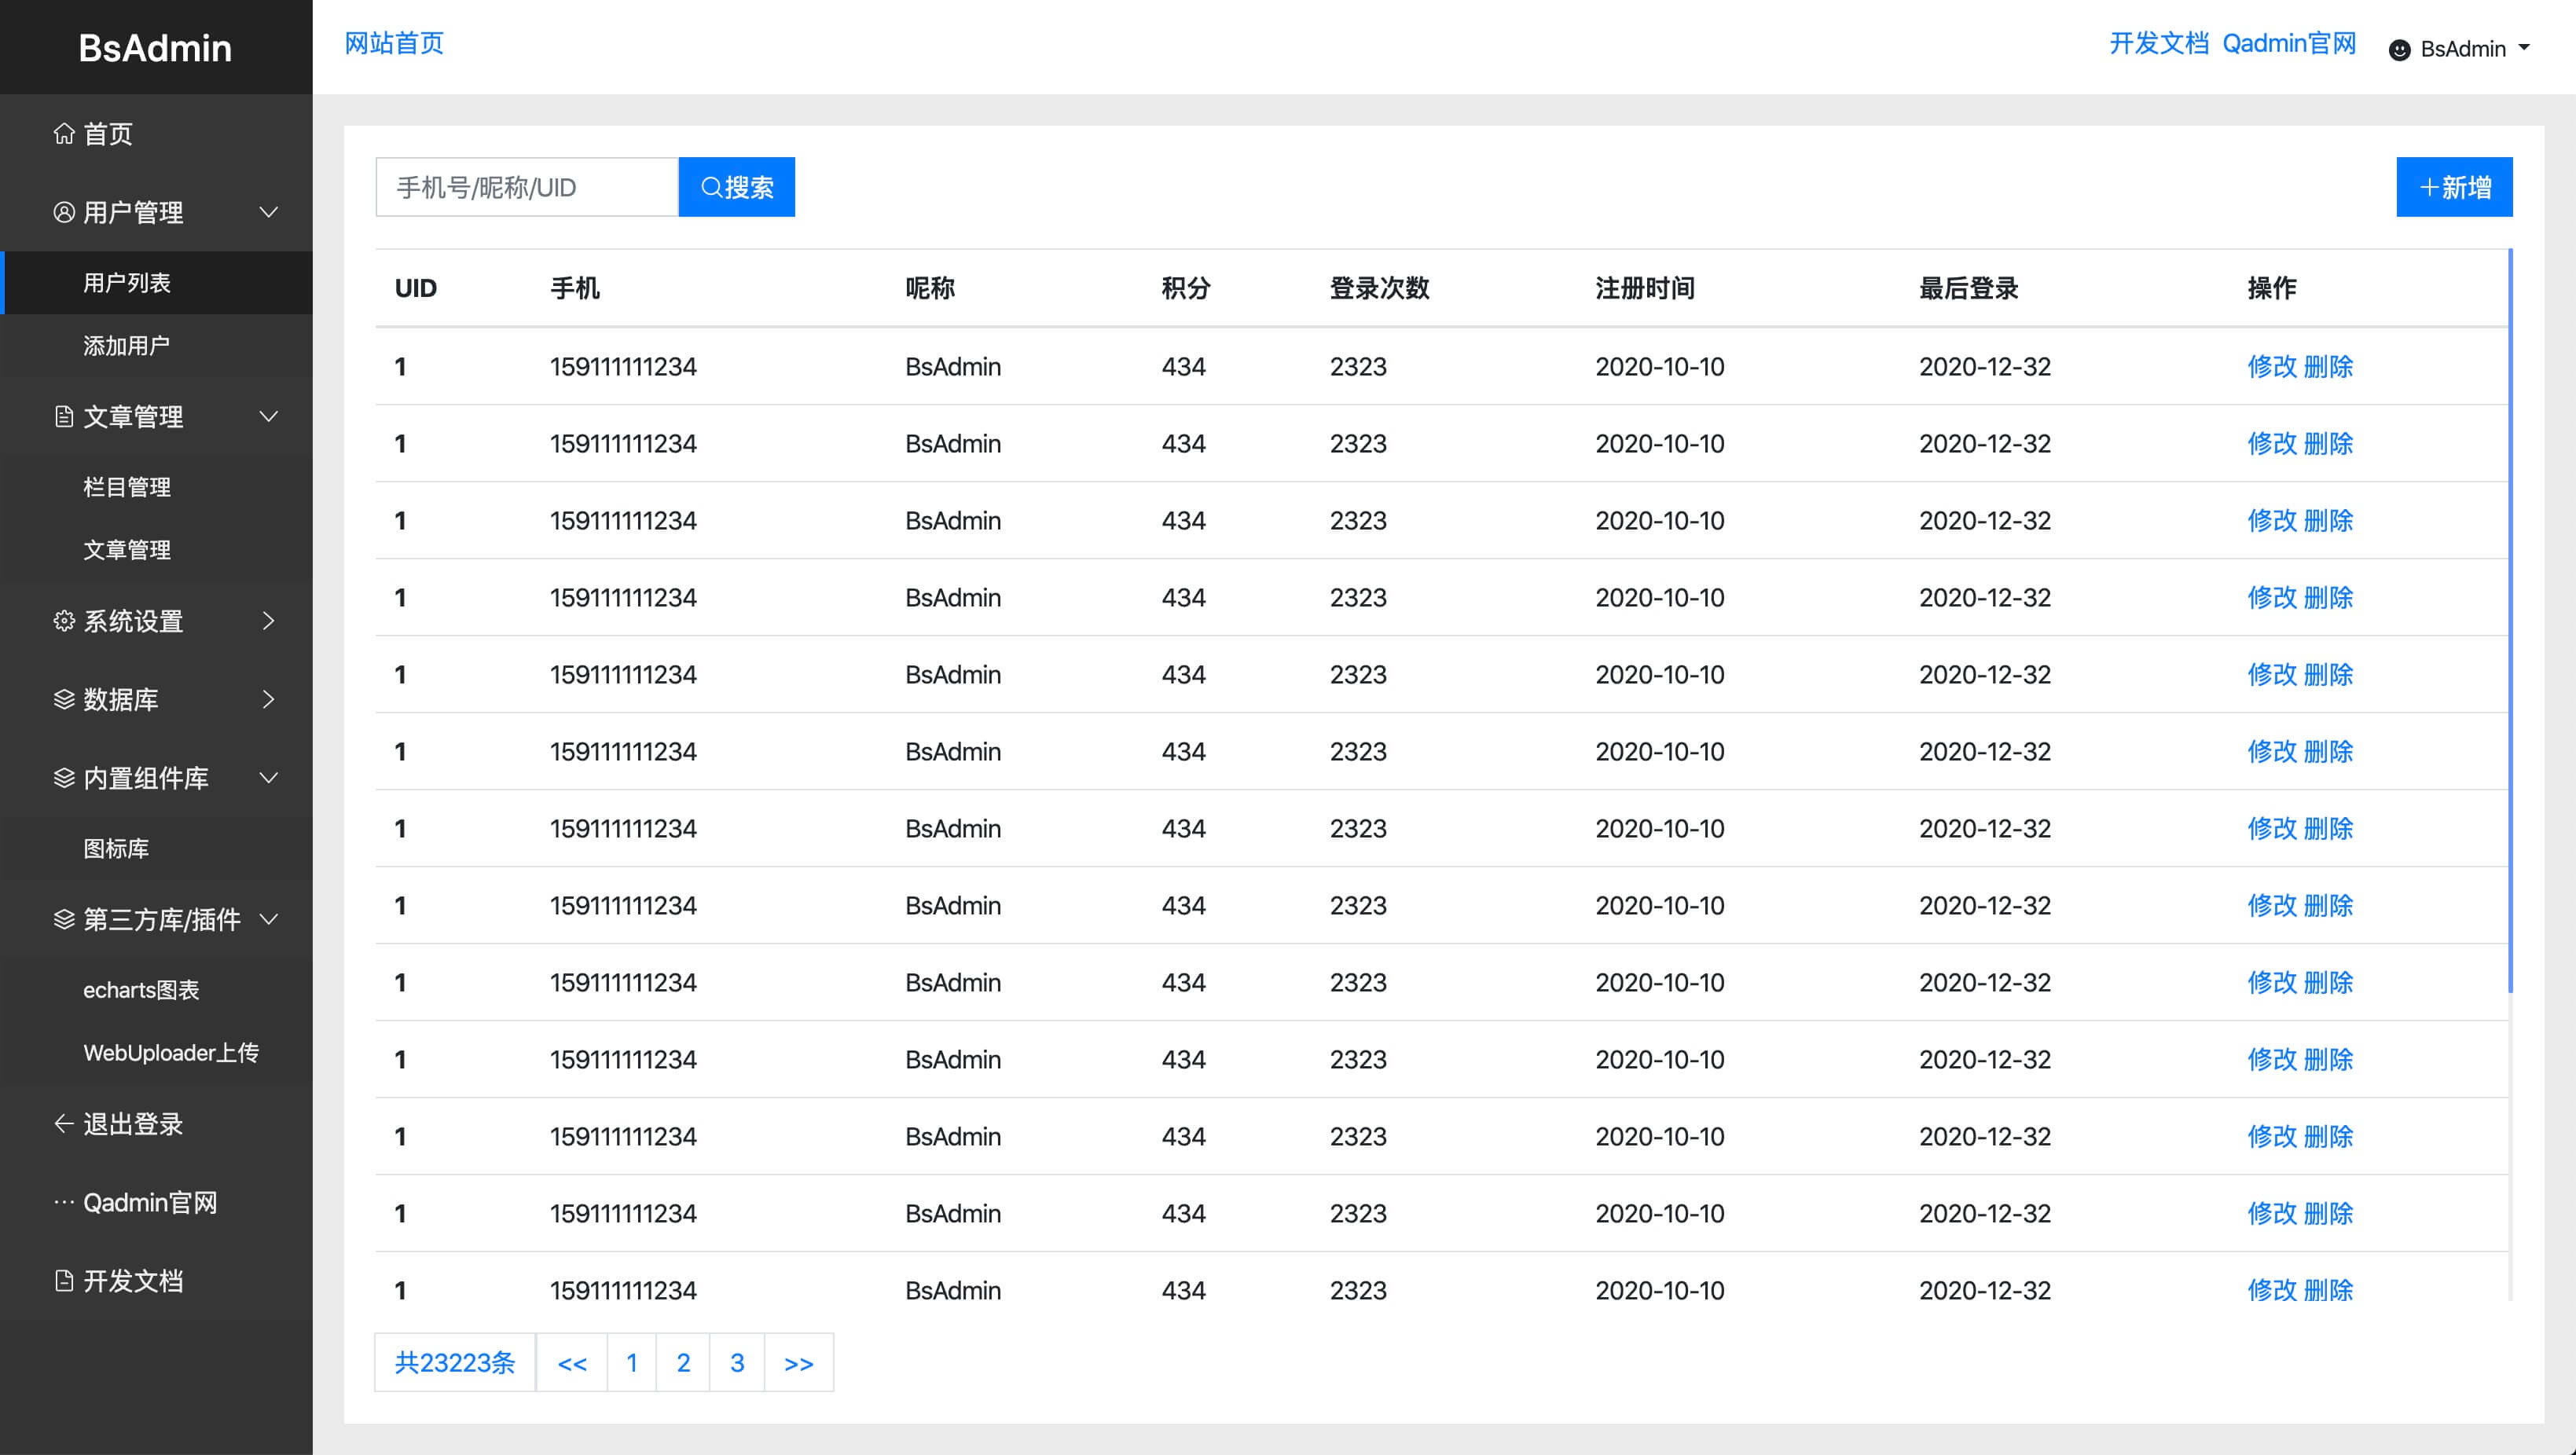 BsAdmin
网站首页
开发文档 Qadmin官网 BsAdmin
首页
用户管理
用户列表
添加用户
文章管理
栏目管理
文章管理
系统设置
数据库
内置组件库
图标库
第三方库/插件
echarts图表
WebUploader上传
退出登录
Qadmin官网
开发文档
手机号/昵称/UID 搜索 新增
UID 手机 呢称 积分 登录次数 注册时间 最后登录 操作
1 159111111234 BsAdmin 434 2323 2020-10-10 2020-12-32 修改 删除
1 159111111234 BsAdmin 434 2323 2020-10-10 2020-12-32 修改 删除
1 159111111234 BsAdmin 434 2323 2020-10-10 2020-12-32 修改 删除
1 159111111234 BsAdmin 434 2323 2020-10-10 2020-12-32 修改 删除
1 159111111234 BsAdmin 434 2323 2020-10-10 2020-12-32 修改 删除
1 159111111234 BsAdmin 434 2323 2020-10-10 2020-12-32 修改 删除
1 159111111234 BsAdmin 434 2323 2020-10-10 2020-12-32 修改 删除
1 159111111234 BsAdmin 434 2323 2020-10-10 2020-12-32 修改 删除
1 159111111234 BsAdmin 434 2323 2020-10-10 2020-12-32 修改 删除
1 159111111234 BsAdmin 434 2323 2020-10-10 2020-12-32 修改 删除
1 159111111234 BsAdmin 434 2323 2020-10-10 2020-12-32 修改 删除
1 159111111234 BsAdmin 434 2323 2020-10-10 2020-12-32 修改 删除
1 159111111234 BsAdmin 434 2323 2020-10-10 2020-12-32 修改 删除
共23223条 << 1 2 3 >>